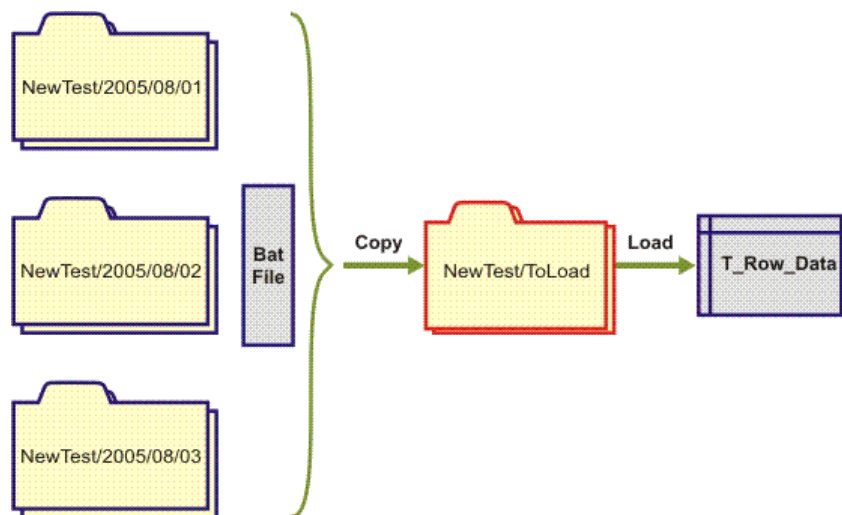 NewTest/2005/08/01
NewTest/2005/08/02
Bat
File
Copy
NewTest/ToLoad
Load
T_Row_Data
NewTest/2005/08/03